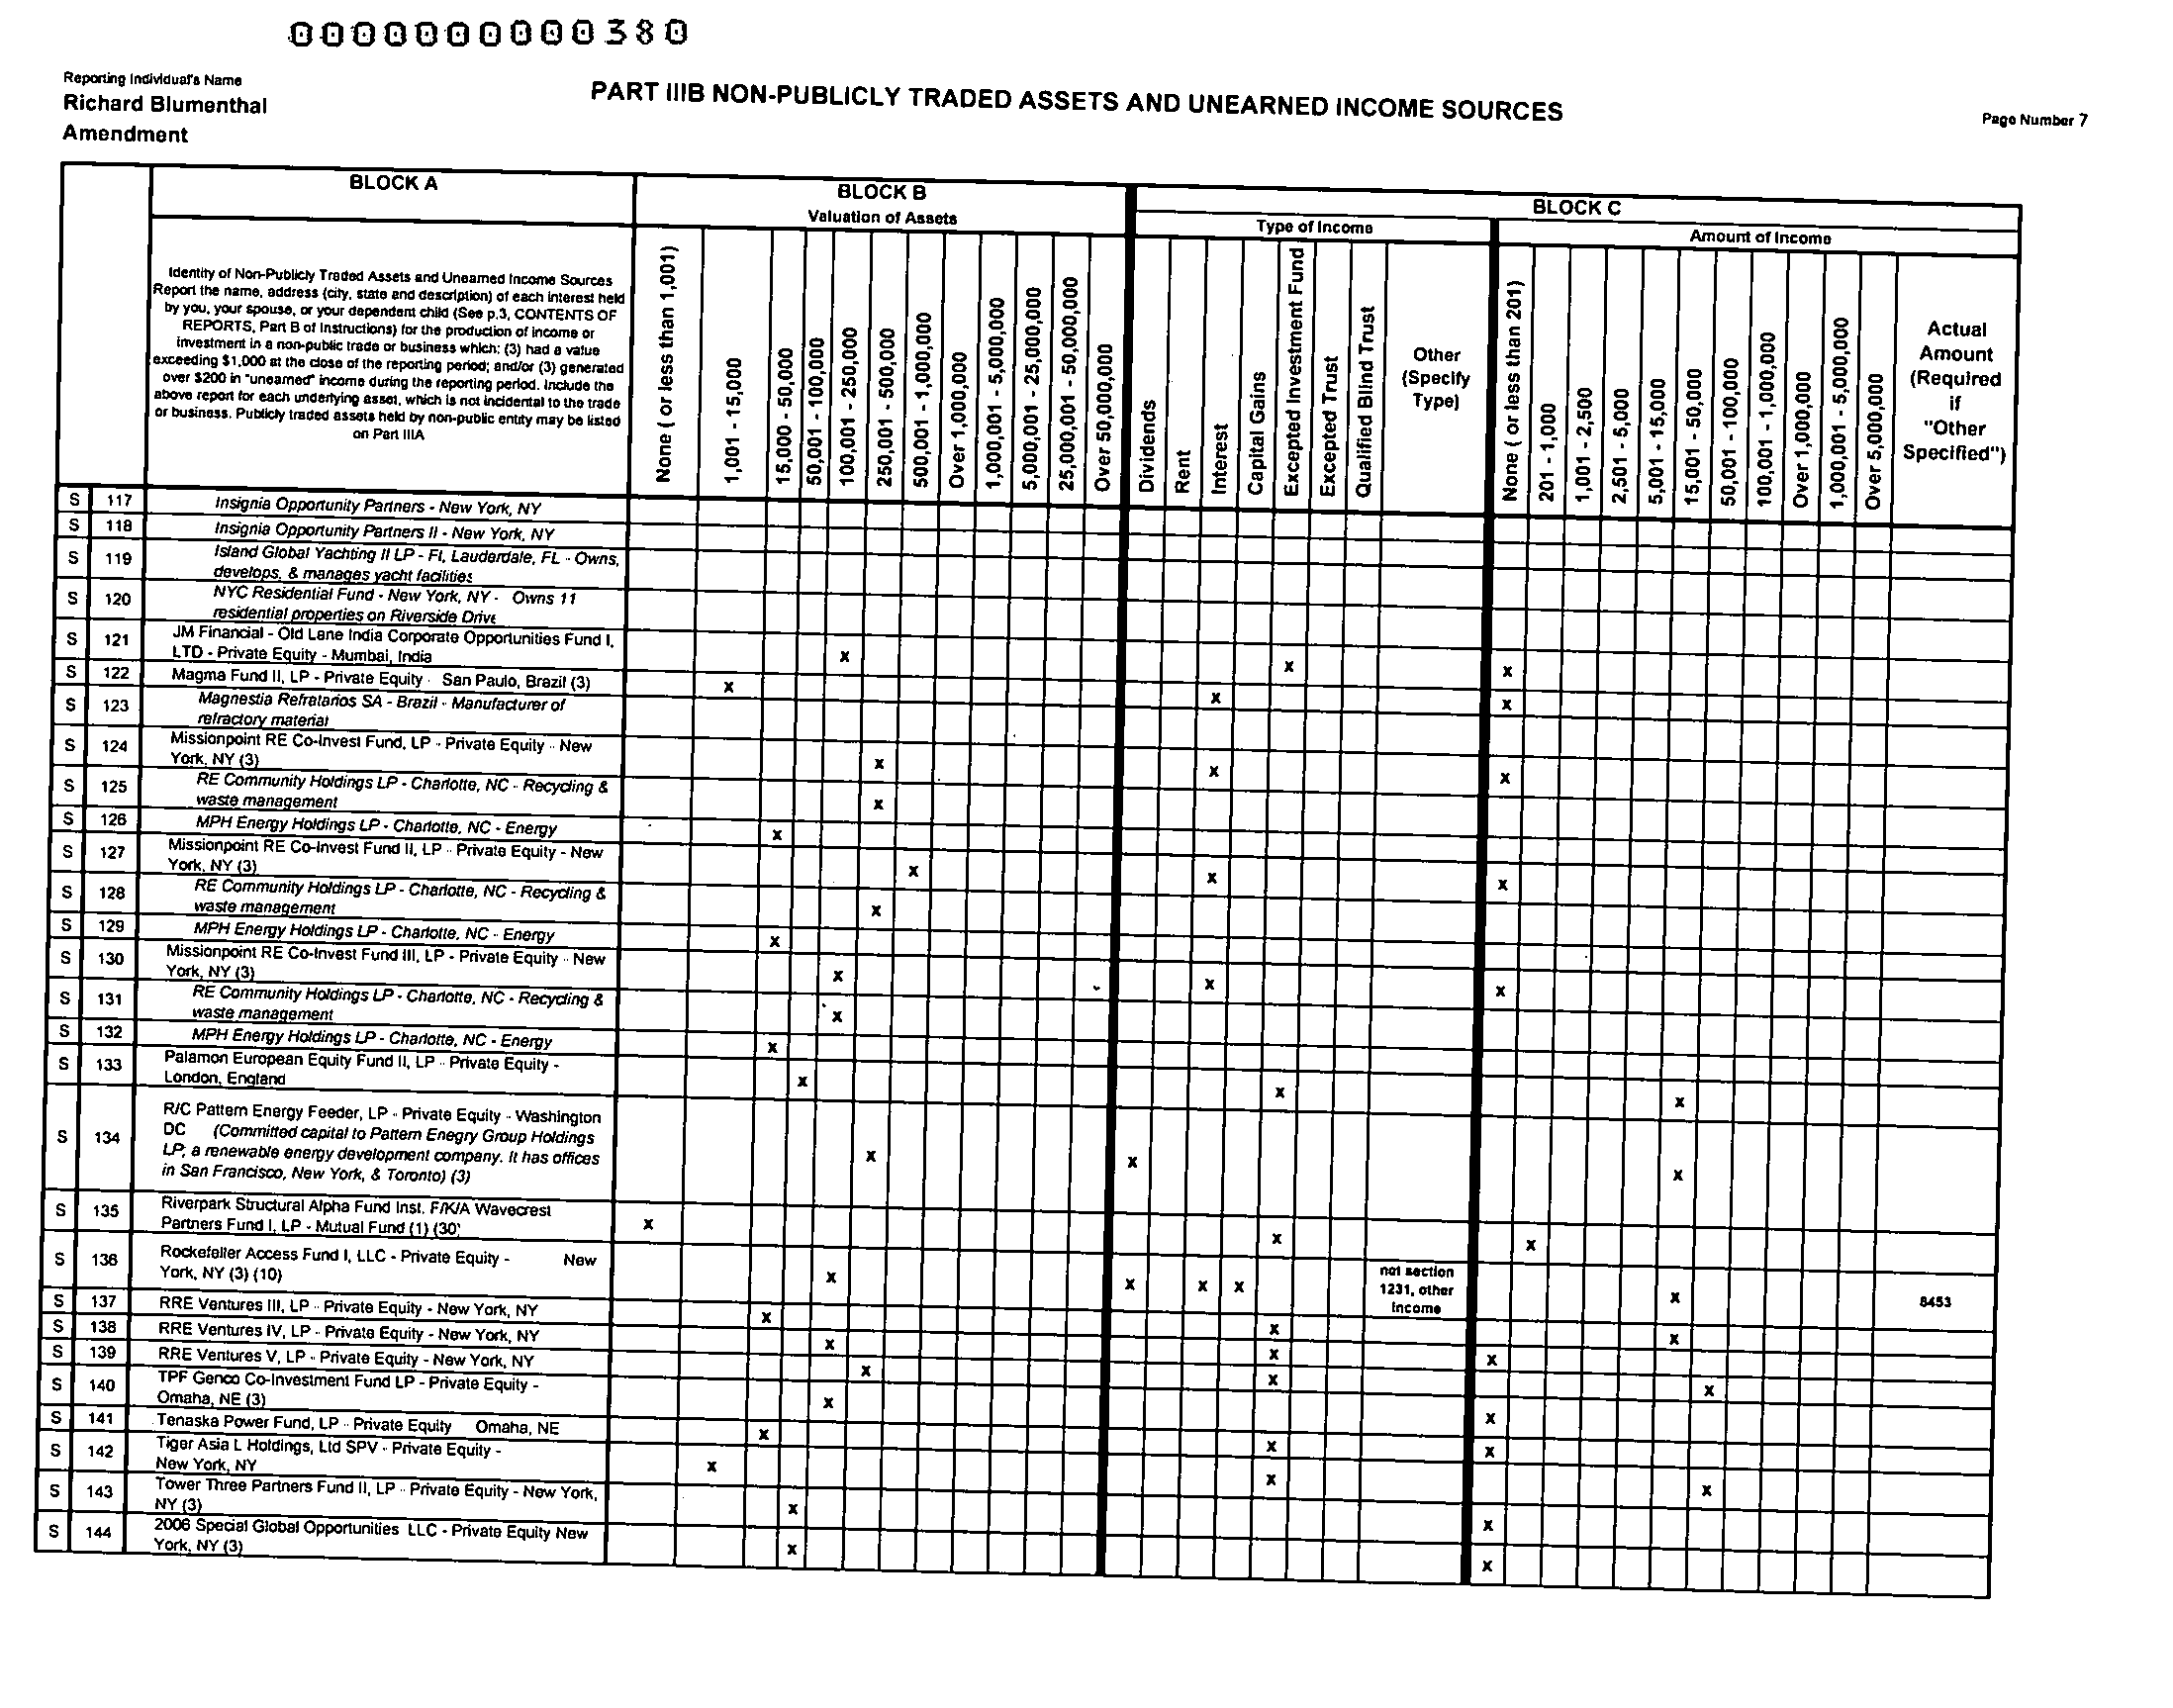 0000000000380
Reporting Individual's Name
Richard Blumenthal
Amendment
PART IIIB NON-PUBLICLY TRADED ASSETS AND UNEARNED INCOME SOURCES
Page Number 7
BLOCK A
BLOCK B
Valuation of Assets
BLOCK C
Type of Income
Amount of Income
Identity of Non-Publicly Traded Assets and Unearned Income Sources
Report the name, address (city, state and description) of each interest held
by you, your spouse, or your dependent child (See p.3, CONTENTS OF
REPORTS, Part B of Instructions) for the production of income or
investment in a non-public trade or business which: (3) had a value
exceeding $1,000 at the close of the reporting period; and/or (3) generated
over $200 in "unearned" income during the reporting period. Include the
above report for each underlying asset, which is not incidental to the trade
or business. Publicly traded assets held by non-public entity may be listed
on Part IIIA
None ( or less than 1,001)
1,001 - 15,000
15,000 - 50,000
50,001 - 100,000
100,001 - 250,000
250,001 - 500,000
500,001 - 1,000,000
Over 1,000,000
1,000,001 - 5,000,000
5,000,001 - 25,000,000
25,000,001 - 50,000,000
Over 50,000,000
Dividends
Rent
Interest
Capital Gains
Excepted Investment Fund
Excepted Trust
Qualified Blind Trust
Other
(Specify
Type)
None ( or less than 201)
201 - 1,000
1,001 - 2,500
2,501 - 5,000
5,001 - 15,000
15,001 - 50,000
50,001 - 100,000
100,001 - 1,000,000
Over 1,000,000
1,000,001 - 5,000,000
Over 5,000,000
Actual
Amount
(Required
if
"Other
Specified")
S 117 Insignia Opportunity Partners - New York, NY
S 118 Insignia Opportunity Partners II - New York, NY
S 119 Island Global Yachting II LP - Fl, Lauderdale, FL - Owns,
develops, & manages yacht facilities
S 120 NYC Residential Fund - New York, NY - Owns 11
residential properties on Riverside Drive
S 121 JM Financial - Old Lane India Corporate Opportunities Fund I,
LTD - Private Equity - Mumbai, India x x x
S 122 Magma Fund II, LP - Private Equity - San Paulo, Brazil (3) x x x
S 123 Magnestia Refratarios SA - Brazil - Manufacturer of
refractory material
S 124 Missionpoint RE Co-Invest Fund, LP - Private Equity - New
York, NY (3) x x x
S 125 RE Community Holdings LP - Charlotte, NC - Recycling &
waste management x
S 126 MPH Energy Holdings LP - Charlotte, NC - Energy x
S 127 Missionpoint RE Co-Invest Fund II, LP - Private Equity - New
York, NY (3) x x x
S 128 RE Community Holdings LP - Charlotte, NC - Recycling &
waste management x
S 129 MPH Energy Holdings LP - Charlotte, NC - Energy x
S 130 Missionpoint RE Co-Invest Fund III, LP - Private Equity - New
York, NY (3) x x x
S 131 RE Community Holdings LP - Charlotte, NC - Recycling &
waste management x
S 132 MPH Energy Holdings LP - Charlotte, NC - Energy x
S 133 Palamon European Equity Fund II, LP - Private Equity -
London, England x x x
S 134 R/C Pattern Energy Feeder, LP - Private Equity - Washington
DC (Committed capital to Pattern Enegry Group Holdings
LP, a renewable energy development company. It has offices
in San Francisco, New York, & Toronto) (3) x x x
S 135 Riverpark Structural Alpha Fund Inst. F/K/A Wavecrest
Partners Fund I, LP - Mutual Fund (1) (30) x x x
S 136 Rockefeller Access Fund I, LLC - Private Equity - New
York, NY (3) (10) x x x x not section
1231, other
income x 8453
S 137 RRE Ventures III, LP - Private Equity - New York, NY x x x
S 138 RRE Ventures IV, LP - Private Equity - New York, NY x x x
S 139 RRE Ventures V, LP - Private Equity - New York, NY x x x
S 140 TPF Genco Co-Investment Fund LP - Private Equity -
Omaha, NE (3) x x
S 141 Tenaska Power Fund, LP - Private Equity Omaha, NE x x x
S 142 Tiger Asia L Holdings, Ltd SPV - Private Equity -
New York, NY x x x
S 143 Tower Three Partners Fund II, LP - Private Equity - New York,
NY (3) x x
S 144 2006 Special Global Opportunities LLC - Private Equity New
York, NY (3) x x